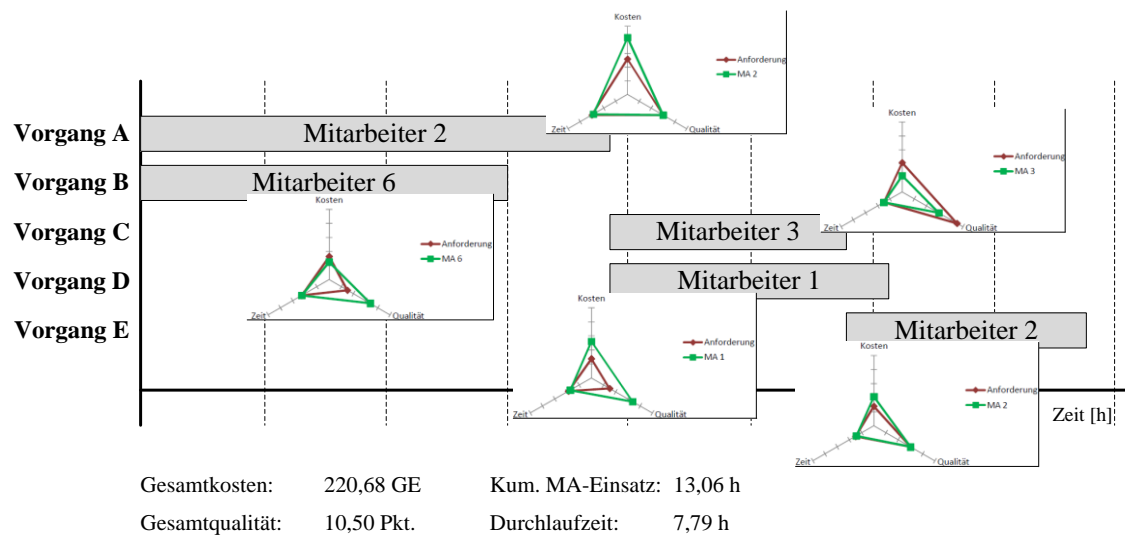 Kosten
Anforderung
MA 2
Zeit
Qualität
Vorgang A
Mitarbeiter 2
Vorgang B
Mitarbeiter 6
Kosten
Anforderung
MA 3
Zeit
Qualität
Vorgang C
Mitarbeiter 3
Kosten
Anforderung
MA 6
Zeit
Qualität
Vorgang D
Mitarbeiter 1
Kosten
Anforderung
MA 1
Zeit
Qualität
Vorgang E
Mitarbeiter 2
Kosten
Anforderung
MA 2
Zeit
Qualität
Zeit [h]
Gesamtkosten: 220,68 GE Kum. MA-Einsatz: 13,06 h
Gesamtqualität: 10,50 Pkt. Durchlaufzeit: 7,79 h